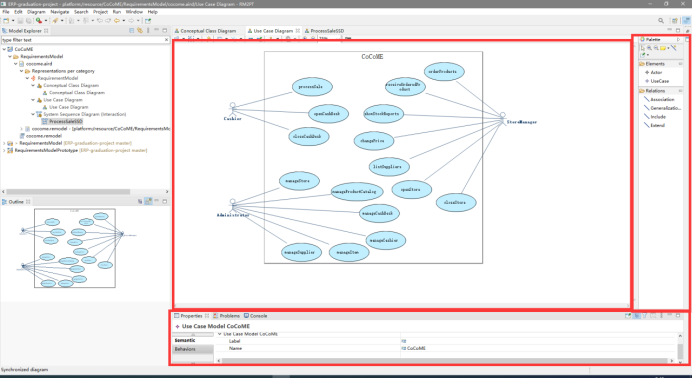 ERP-graduation-project - platform:/resource/CoCoME/RequirementsModel/cocome.aird/Use Case Diagram - RM2PT
File Edit Diagram Navigate Search Project Run Window Help
Model Explorer
type filter text
CoCoME
RequirementsModel
cocome.aird
Representations per category
RequirementModel
Conceptual Class Diagram
Conceptual Class Diagram
Use Case Diagram
Use Case Diagram
System Sequence Diagram (Interaction)
ProcessSaleSSD
cocome.remodel - [platform:/resource/CoCoME/RequirementsMo
cocome.remodel
RequirementsModel [ERP-graduation-project master]
RequirementsModelPrototype [ERP-graduation-project master]
Outline
Conceptual Class Diagram
Use Case Diagram
ProcessSaleSSD
CoCoME
processSale
openCashDesk
closeCashDesk
Cashier
orderProducts
showStockReports
changePrice
listSuppliers
openStore
closeStore
StoreManager
manageStore
manageProductCatalog
manageCashDesk
manageCashier
manageItem
manageSupplier
Administrator
Palette
Elements
Actor
UseCase
Relations
Association
Generalizatio...
Include
Extend
Properties
Problems
Console
Use Case Model CoCoME
Semantic
Behaviors
Use Case Model CoCoME
Label
Name
CoCoME
Synchronized diagram